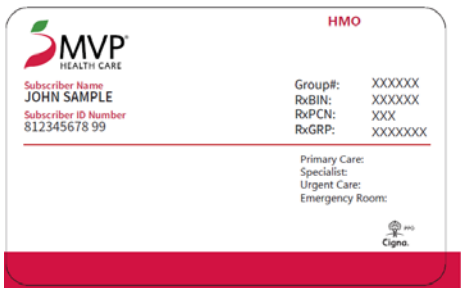 HMO
MVP®
HEALTH CARE
Subscriber Name
JOHN SAMPLE
Subscriber ID Number
812345678 99
Group#: XXXXXX
RxBIN: XXXXXX
RxPCN: XXX
RxGRP: XXXXXXX
Primary Care:
Specialist:
Urgent Care:
Emergency Room:
PPO
Cigna.